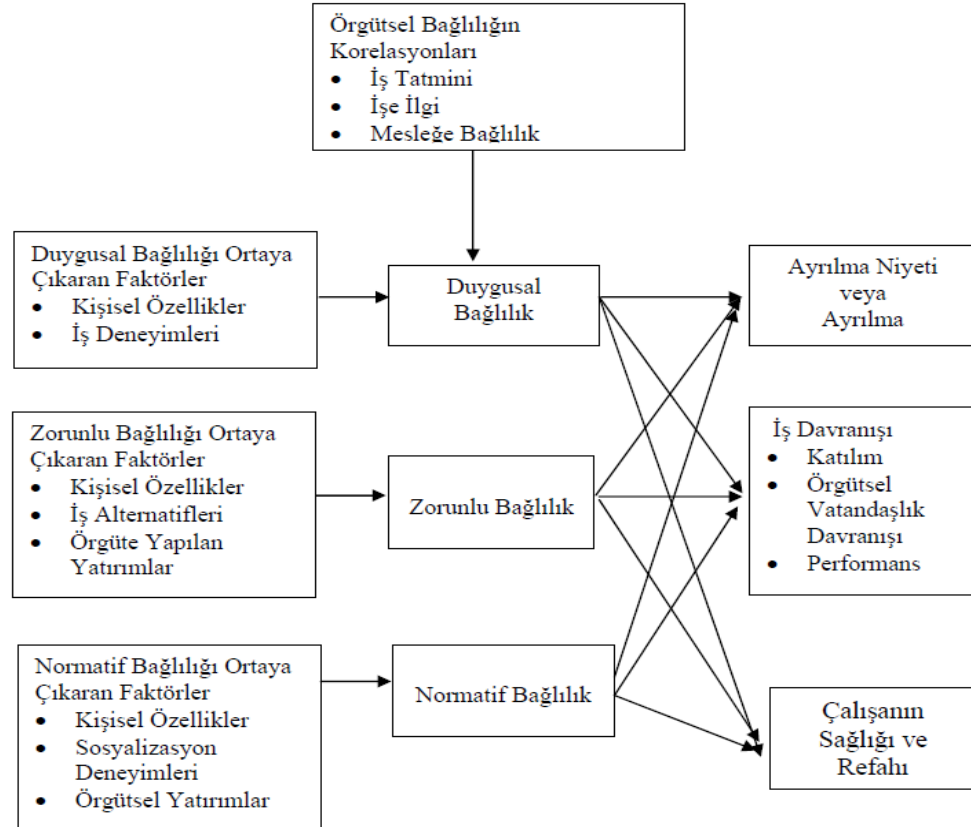 Örgütsel Bağlılığın
Korelasyonları
• İş Tatmini
• İşe İlgi
• Mesleğe Bağlılık
Duygusal Bağlılığı Ortaya
Çıkaran Faktörler
• Kişisel Özellikler
• İş Deneyimleri
Duygusal
Bağlılık
Ayrılma Niyeti
veya
Ayrılma
Zorunlu Bağlılığı Ortaya
Çıkaran Faktörler
• Kişisel Özellikler
• İş Alternatifleri
• Örgüte Yapılan
Yatırımlar
Zorunlu Bağlılık
İş Davranışı
• Katılım
• Örgütsel
Vatandaşlık
Davranışı
• Performans
Normatif Bağlılığı Ortaya
Çıkaran Faktörler
• Kişisel Özellikler
• Sosyalizasyon
Deneyimleri
• Örgütsel Yatırımlar
Normatif Bağlılık
Çalışanın
Sağlığı ve
Refahı